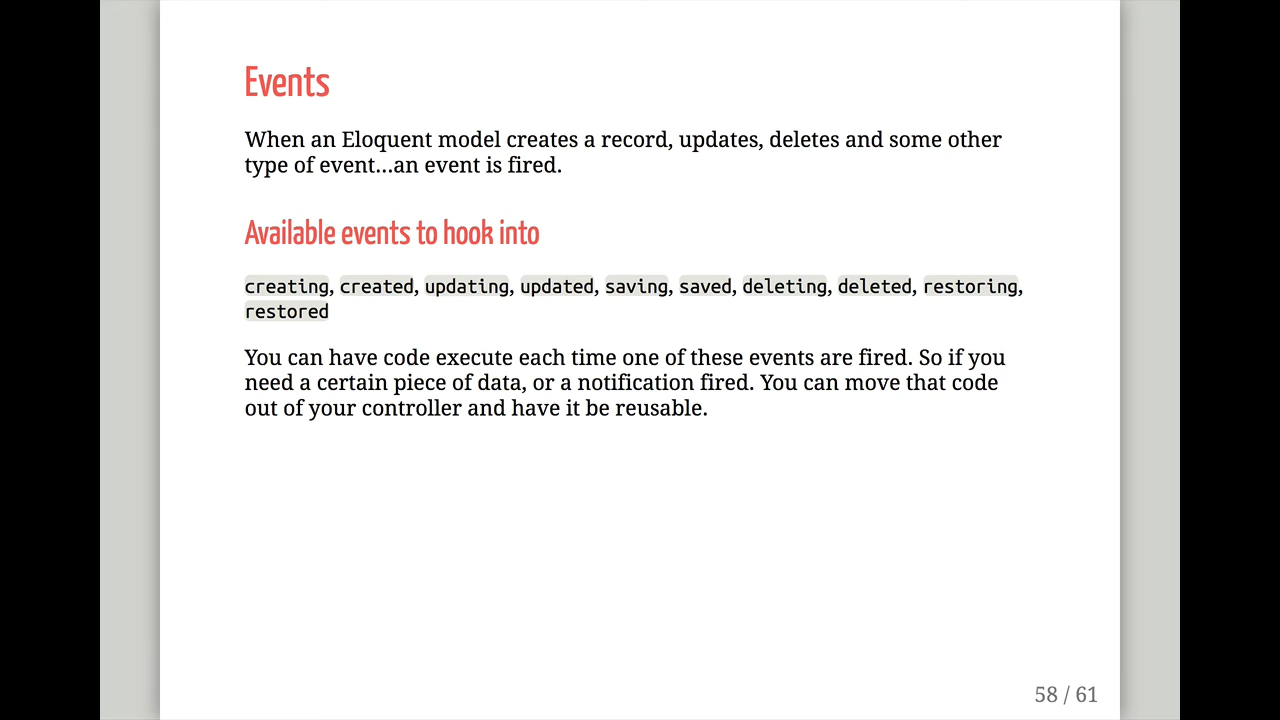 Events
When an Eloquent model creates a record, updates, deletes and some other
type of event...an event is fired.
Available events to hook into
creating, created, updating, updated, saving, saved, deleting, deleted, restoring,
restored
You can have code execute each time one of these events are fired. So if you
need a certain piece of data, or a notification fired. You can move that code
out of your controller and have it be reusable.
58 / 61